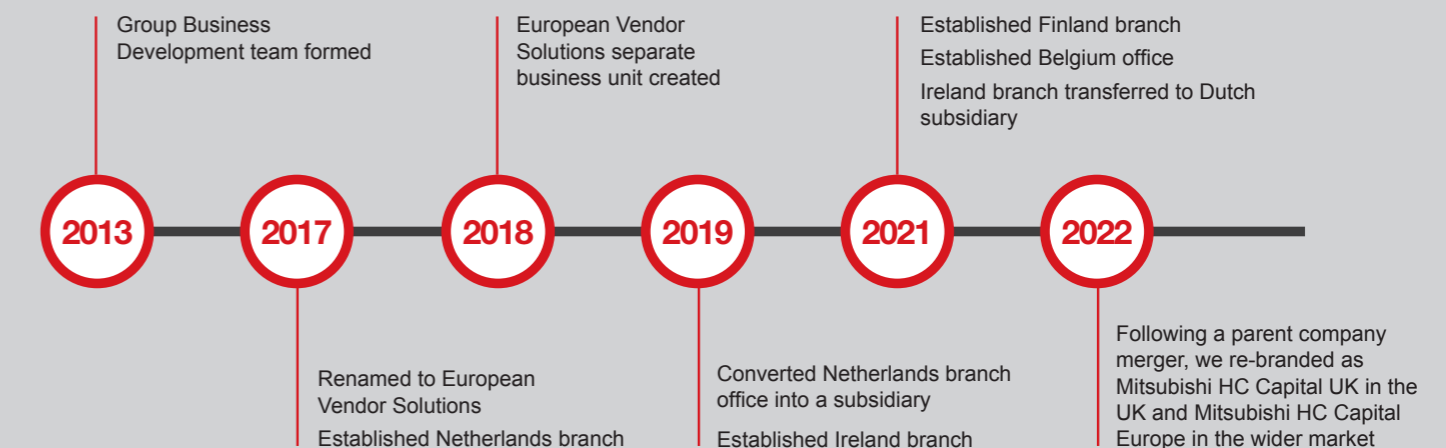 Group Business
Development team formed
European Vendor
Solutions separate
business unit created
Established Finland branch
Established Belgium office
Ireland branch transferred to Dutch
subsidiary
2013
2017
2018
2019
2021
2022
Renamed to European
Vendor Solutions
Established Netherlands branch
Converted Netherlands branch
office into a subsidiary
Established Ireland branch
Following a parent company
merger, we re-branded as
Mitsubishi HC Capital UK in the
UK and Mitsubishi HC Capital
Europe in the wider market